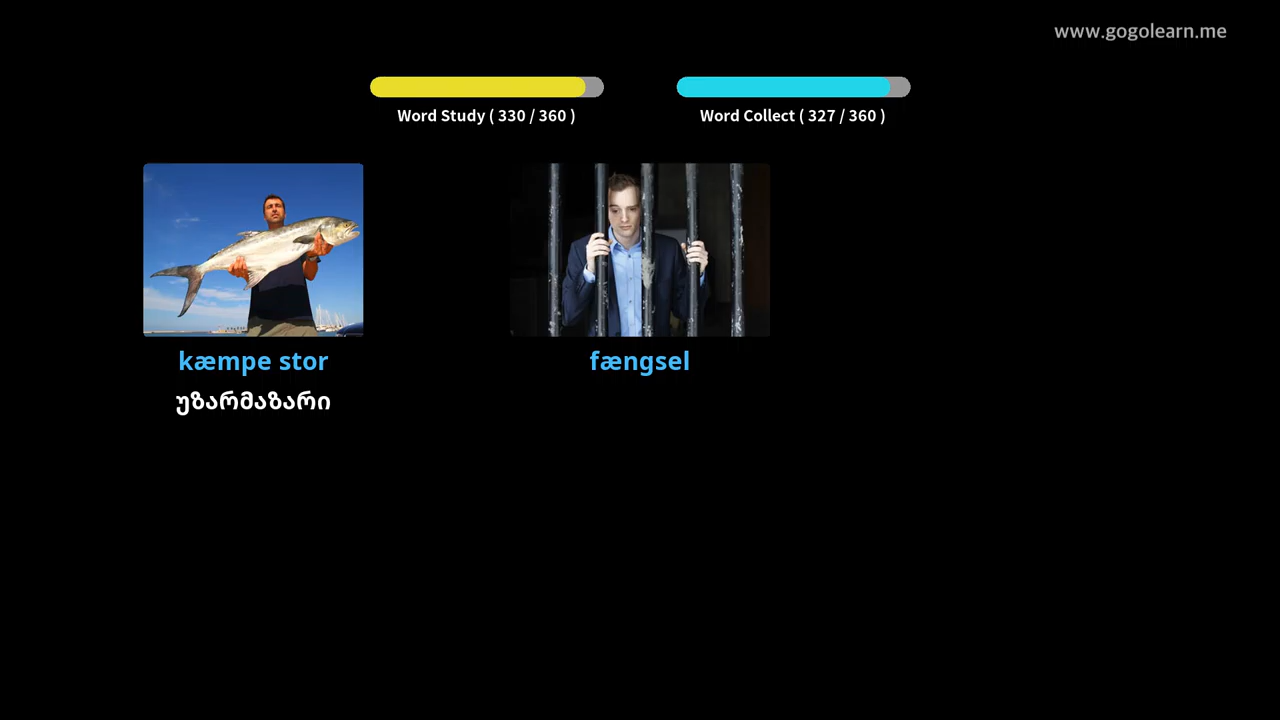 www.gogolearn.me
Word Study ( 330 / 360 )
Word Collect ( 327 / 360 )
kæmpe stor
fængsel
უზარმაზარი